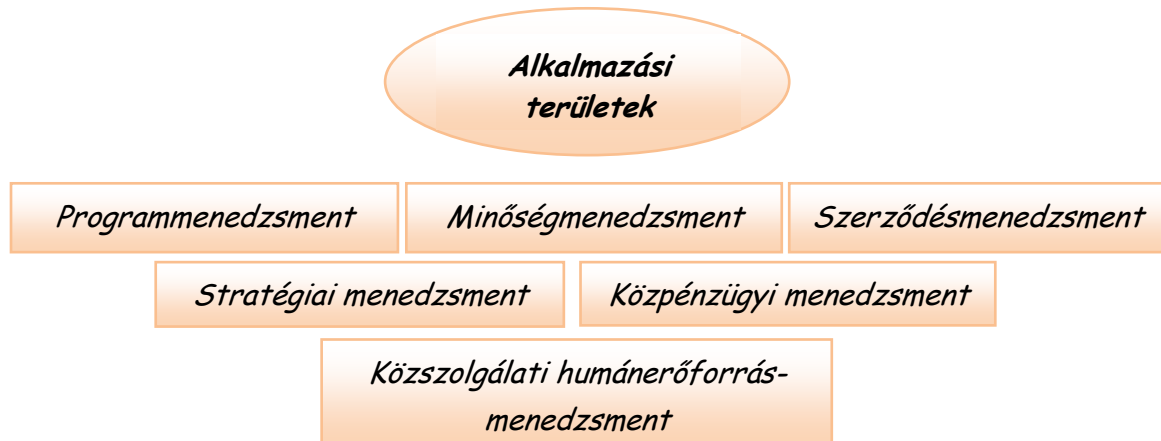 Alkalmazási
területek
Programmenedzsment
Minőségmenedzsment
Szerződésmenedzsment
Stratégiai menedzsment
Közpénzügyi menedzsment
Közszolgálati humánerőforrás-
menedzsment